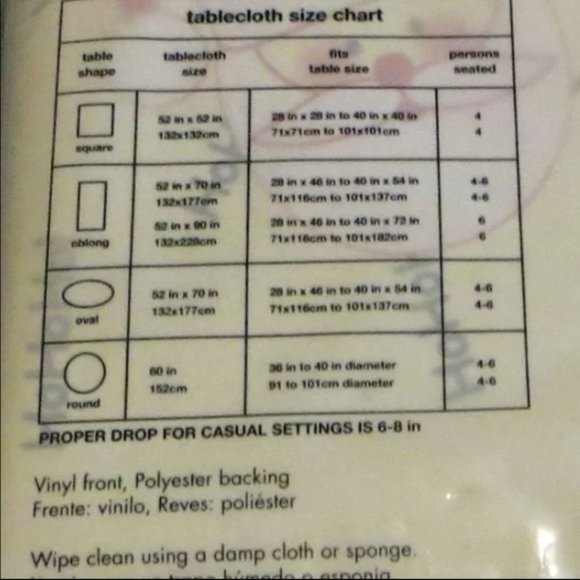 tablecloth size chart
table shape tablecloth size fits table size persons seated
square 52 in x 52 in 28 in x 28 in to 40 in x 40 in 4
132x132cm 71x71cm to 101x101cm 4
52 in x 70 in 28 in x 46 in to 40 in x 54 in 4-6
132x177cm 71x116cm to 101x137cm 4-6
52 in x 90 in 28 in x 46 in to 40 in x 72 in 6
oblong 132x228cm 71x116cm to 101x182cm 6
52 in x 70 in 28 in x 46 in to 40 in x 54 in 4-6
oval 132x177cm 71x116cm to 101x137cm 4-6
60 in 36 in to 40 in diameter 4-6
round 152cm 91 to 101cm diameter 4-6
PROPER DROP FOR CASUAL SETTINGS IS 6-8 in
Vinyl front, Polyester backing
Frente: vinilo, Reves: poliéster
Wipe clean using a damp cloth or sponge.
húmedo o esponja